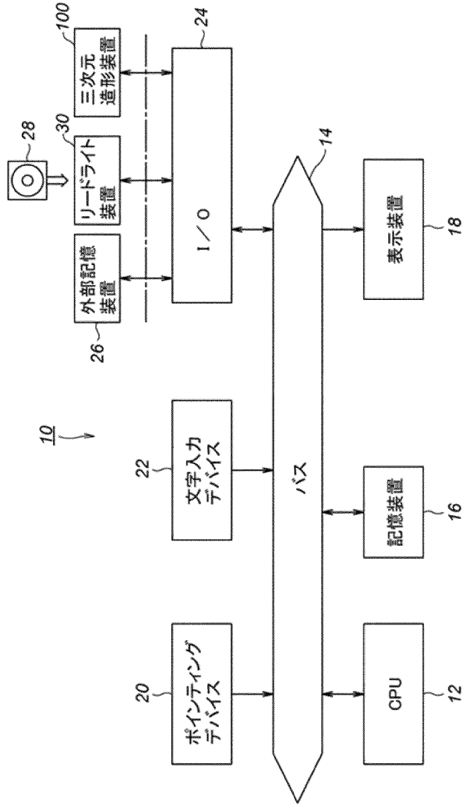 10
ポインティング
デバイス
20
文字入力
デバイス
22
外部記憶
装置
26
リードライト
装置
30
28
三次元
造形装置
100
I/O
24
バス
14
CPU
12
記憶装置
16
表示装置
18